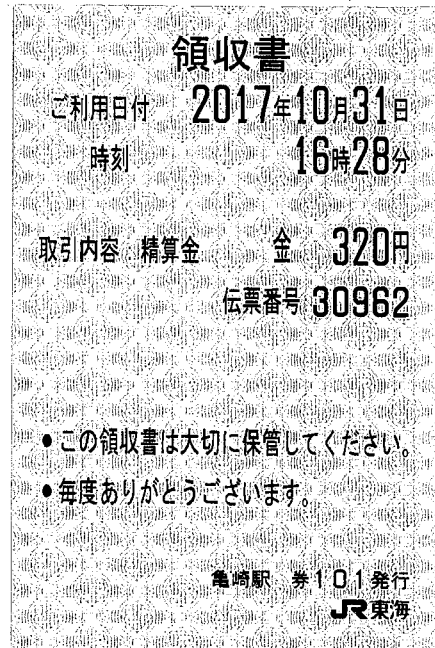 領収書
ご利用日付 2017年10月31日
時刻 16時28分
取引内容 精算金 金 320円
伝票番号 30962
●この領収書は大切に保管してください。
●毎度ありがとうございます。
亀崎駅 券101発行
JR東海